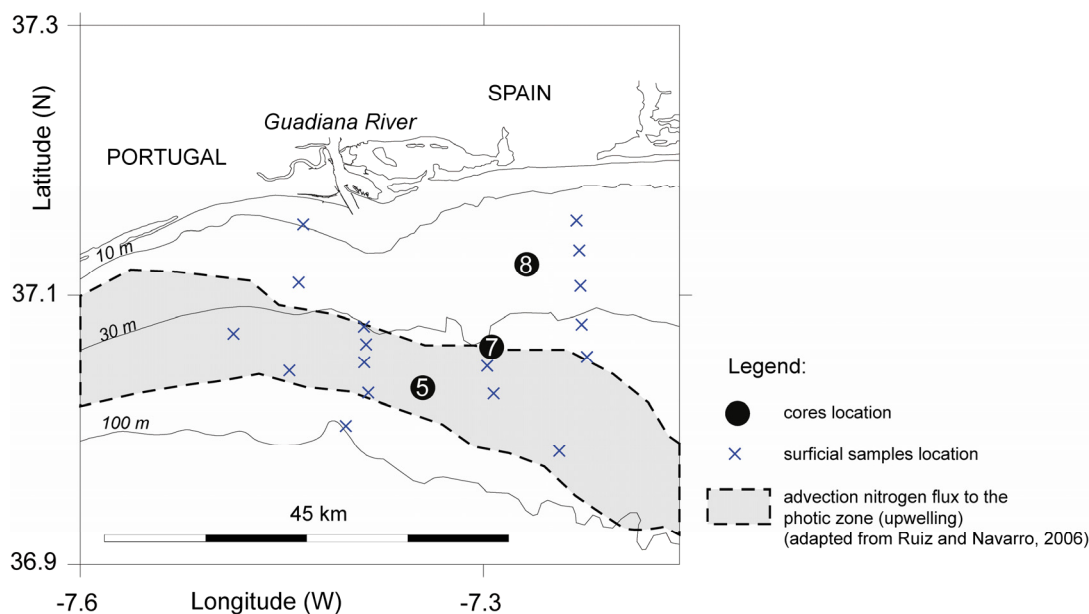 37.3
SPAIN
Guadiana River
PORTUGAL
Latitude (N)
10 m
8
37.1
30 m
7
5
100 m
45 km
36.9
-7.6
Longitude (W)
-7.3
Legend:
cores location
surficial samples location
advection nitrogen flux to the
photic zone (upwelling)
(adapted from Ruiz and Navarro, 2006)